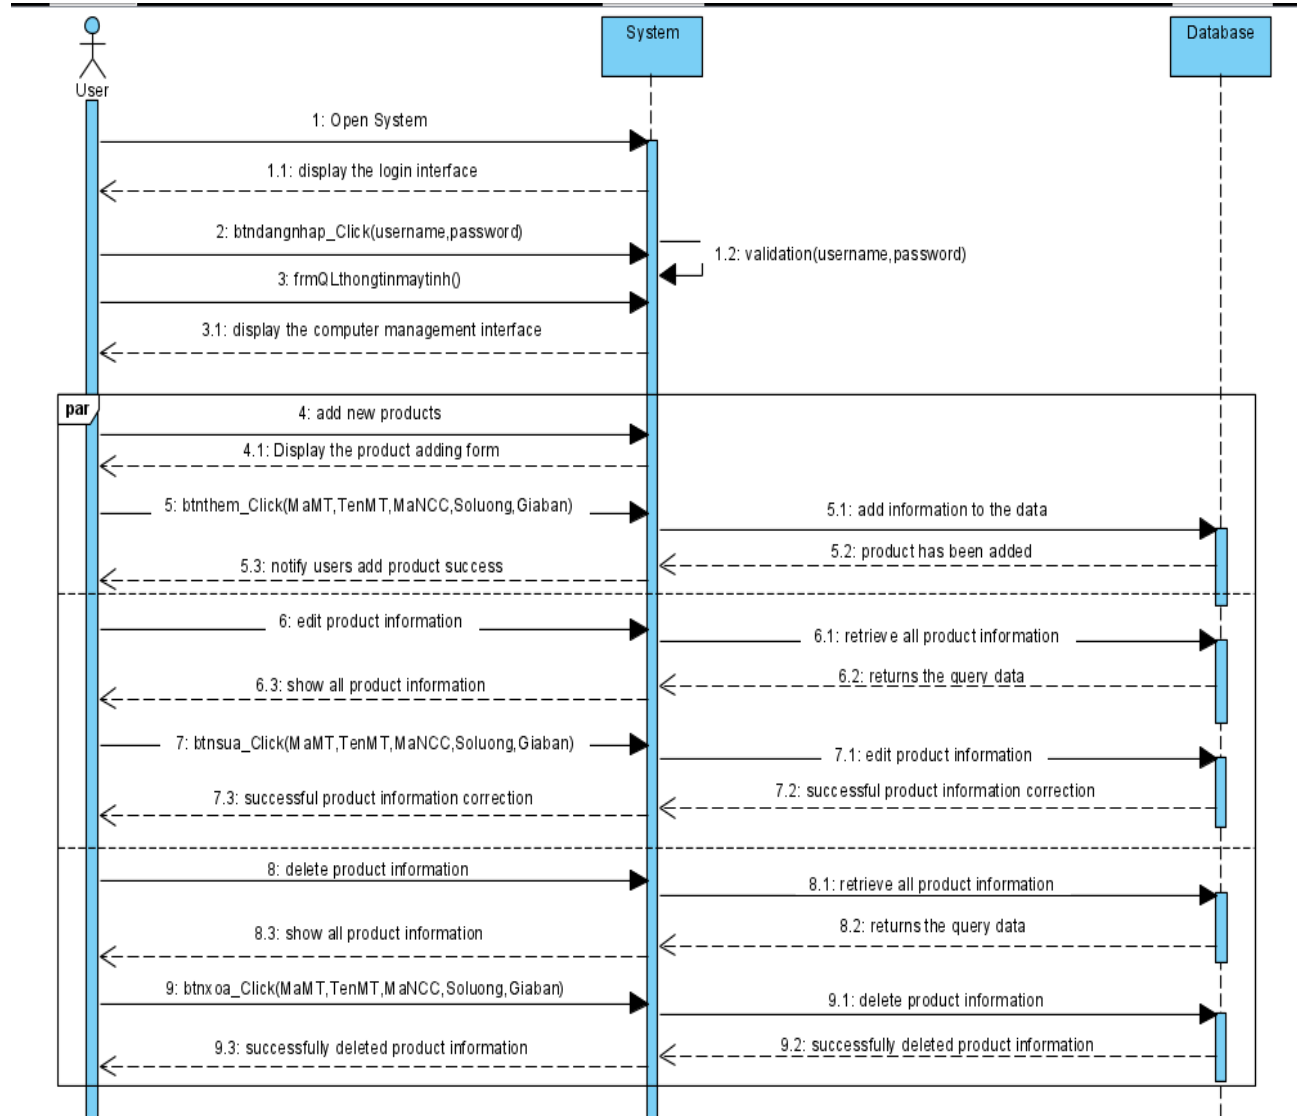 System
Database
User
1: Open System
1.1: display the login interface
2: btndangnhap_Click(username,password)
1.2: validation(username,password)
3: frmQLthongtinmaytinh()
3.1: display the computer management interface
par
4: add new products
4.1: Display the product adding form
5: btnthem_Click(MaMT,TenMT,MaNCC,Soluong,Giaban)
5.1: add information to the data
5.2: product has been added
5.3: notify users add product success
6: edit product information
6.1: retrieve all product information
6.2: returns the query data
6.3: show all product information
7: btnsua_Click(MaMT,TenMT,MaNCC,Soluong,Giaban)
7.1: edit product information
7.2: successful product information correction
7.3: successful product information correction
8: delete product information
8.1: retrieve all product information
8.2: returns the query data
8.3: show all product information
9: btnxoa_Click(MaMT,TenMT,MaNCC,Soluong,Giaban)
9.1: delete product information
9.2: successfully deleted product information
9.3: successfully deleted product information